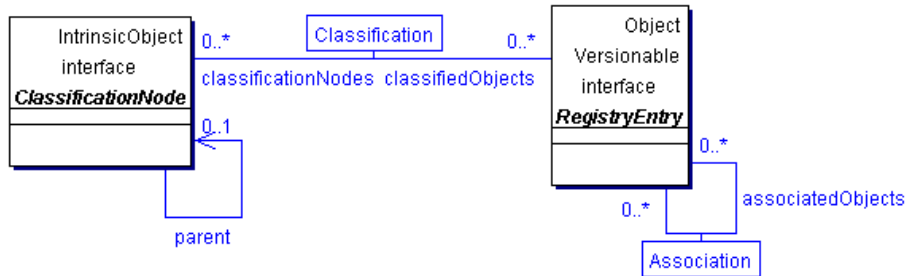 IntrinsicObject
interface
ClassificationNode
0..*
Classification
0..*
classificationNodes classifiedObjects
Object
Versionable
interface
RegistryEntry
0..1
parent
0..*
0..*
associatedObjects
Association